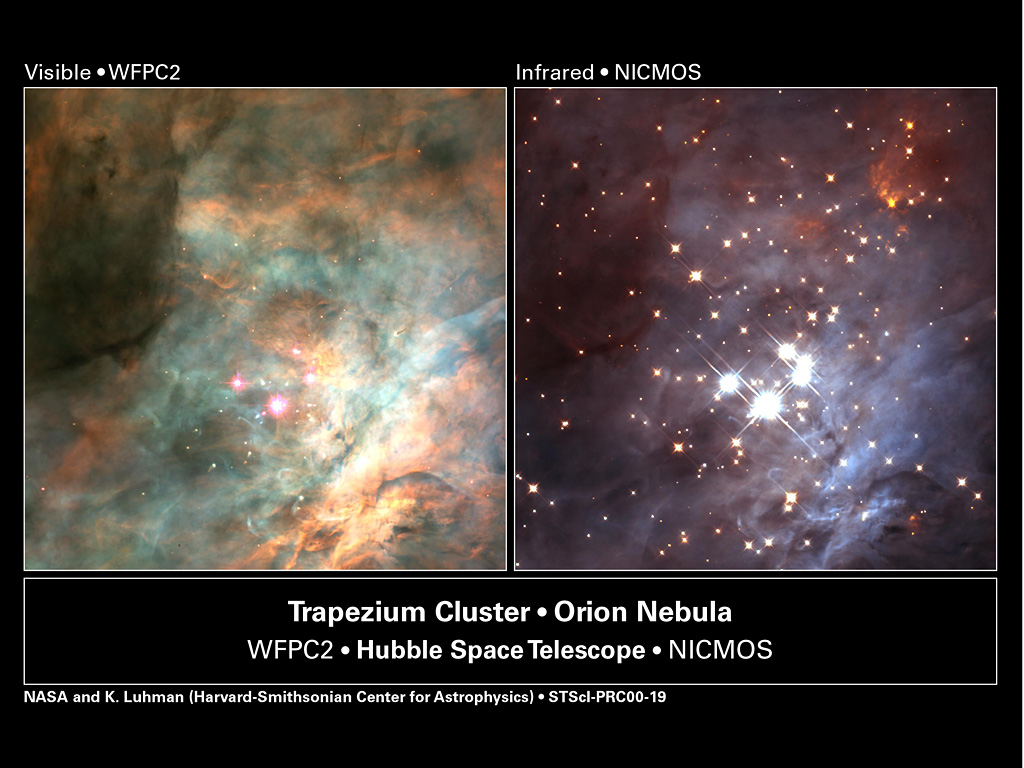 Visible • WFPC2
Infrared • NICMOS
Trapezium Cluster • Orion Nebula
WFPC2 • Hubble Space Telescope • NICMOS
NASA and K. Luhman (Harvard-Smithsonian Center for Astrophysics) • STScI-PRC00-19